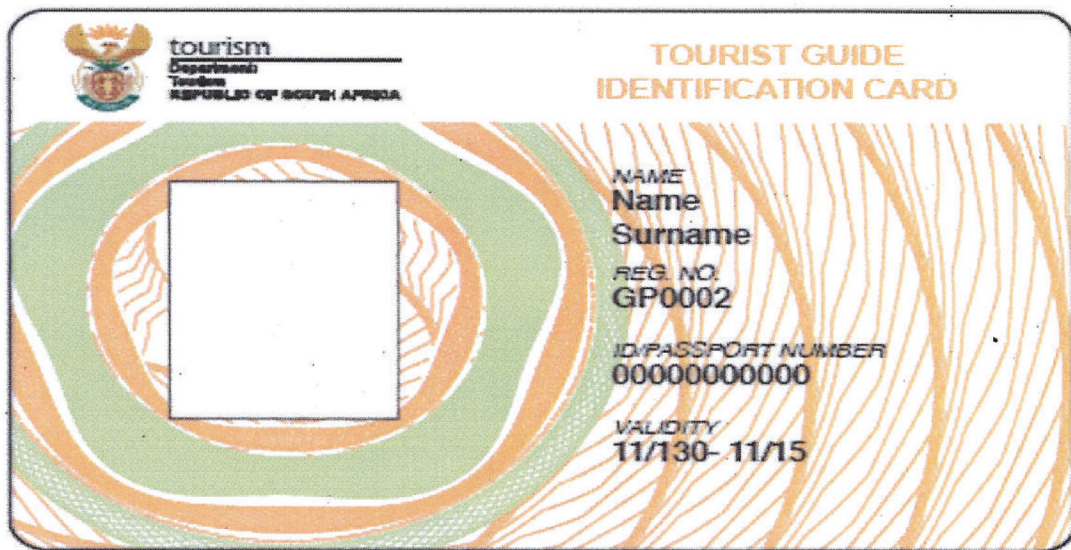 tourism
Department:
Tourism
REPUBLIC OF SOUTH AFRICA
TOURIST GUIDE
IDENTIFICATION CARD
NAME
Name
Surname
REG. NO.
GP0002
ID/PASSPORT NUMBER
00000000000
VALIDITY
11/130- 11/15